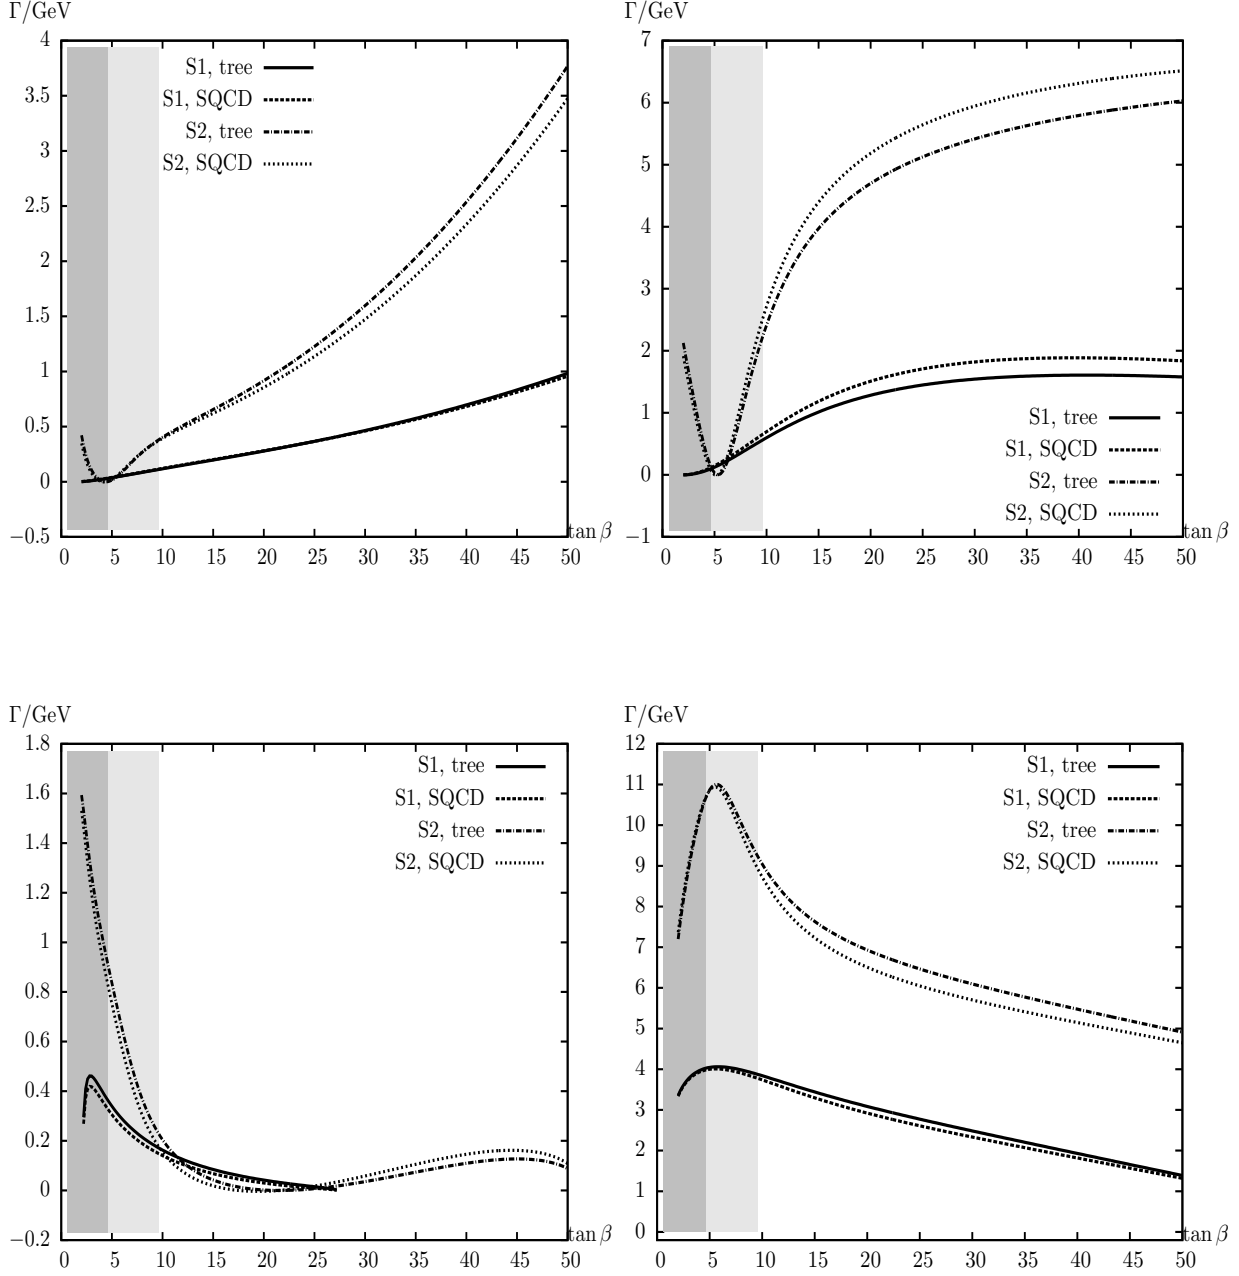 Γ/GeV
4
3.5
3
2.5
2
1.5
1
0.5
0
−0.5
S1, tree
S1, SQCD
S2, tree
S2, SQCD
0 5 10 15 20 25 30 35 40 45 50
tan β
Γ/GeV
7
6
5
4
3
2
1
0
−1
S1, tree
S1, SQCD
S2, tree
S2, SQCD
0 5 10 15 20 25 30 35 40 45 50
tan β
Γ/GeV
1.8
1.6
1.4
1.2
1
0.8
0.6
0.4
0.2
0
−0.2
S1, tree
S1, SQCD
S2, tree
S2, SQCD
0 5 10 15 20 25 30 35 40 45 50
tan β
Γ/GeV
12
11
10
9
8
7
6
5
4
3
2
1
0
S1, tree
S1, SQCD
S2, tree
S2, SQCD
0 5 10 15 20 25 30 35 40 45 50
tan β